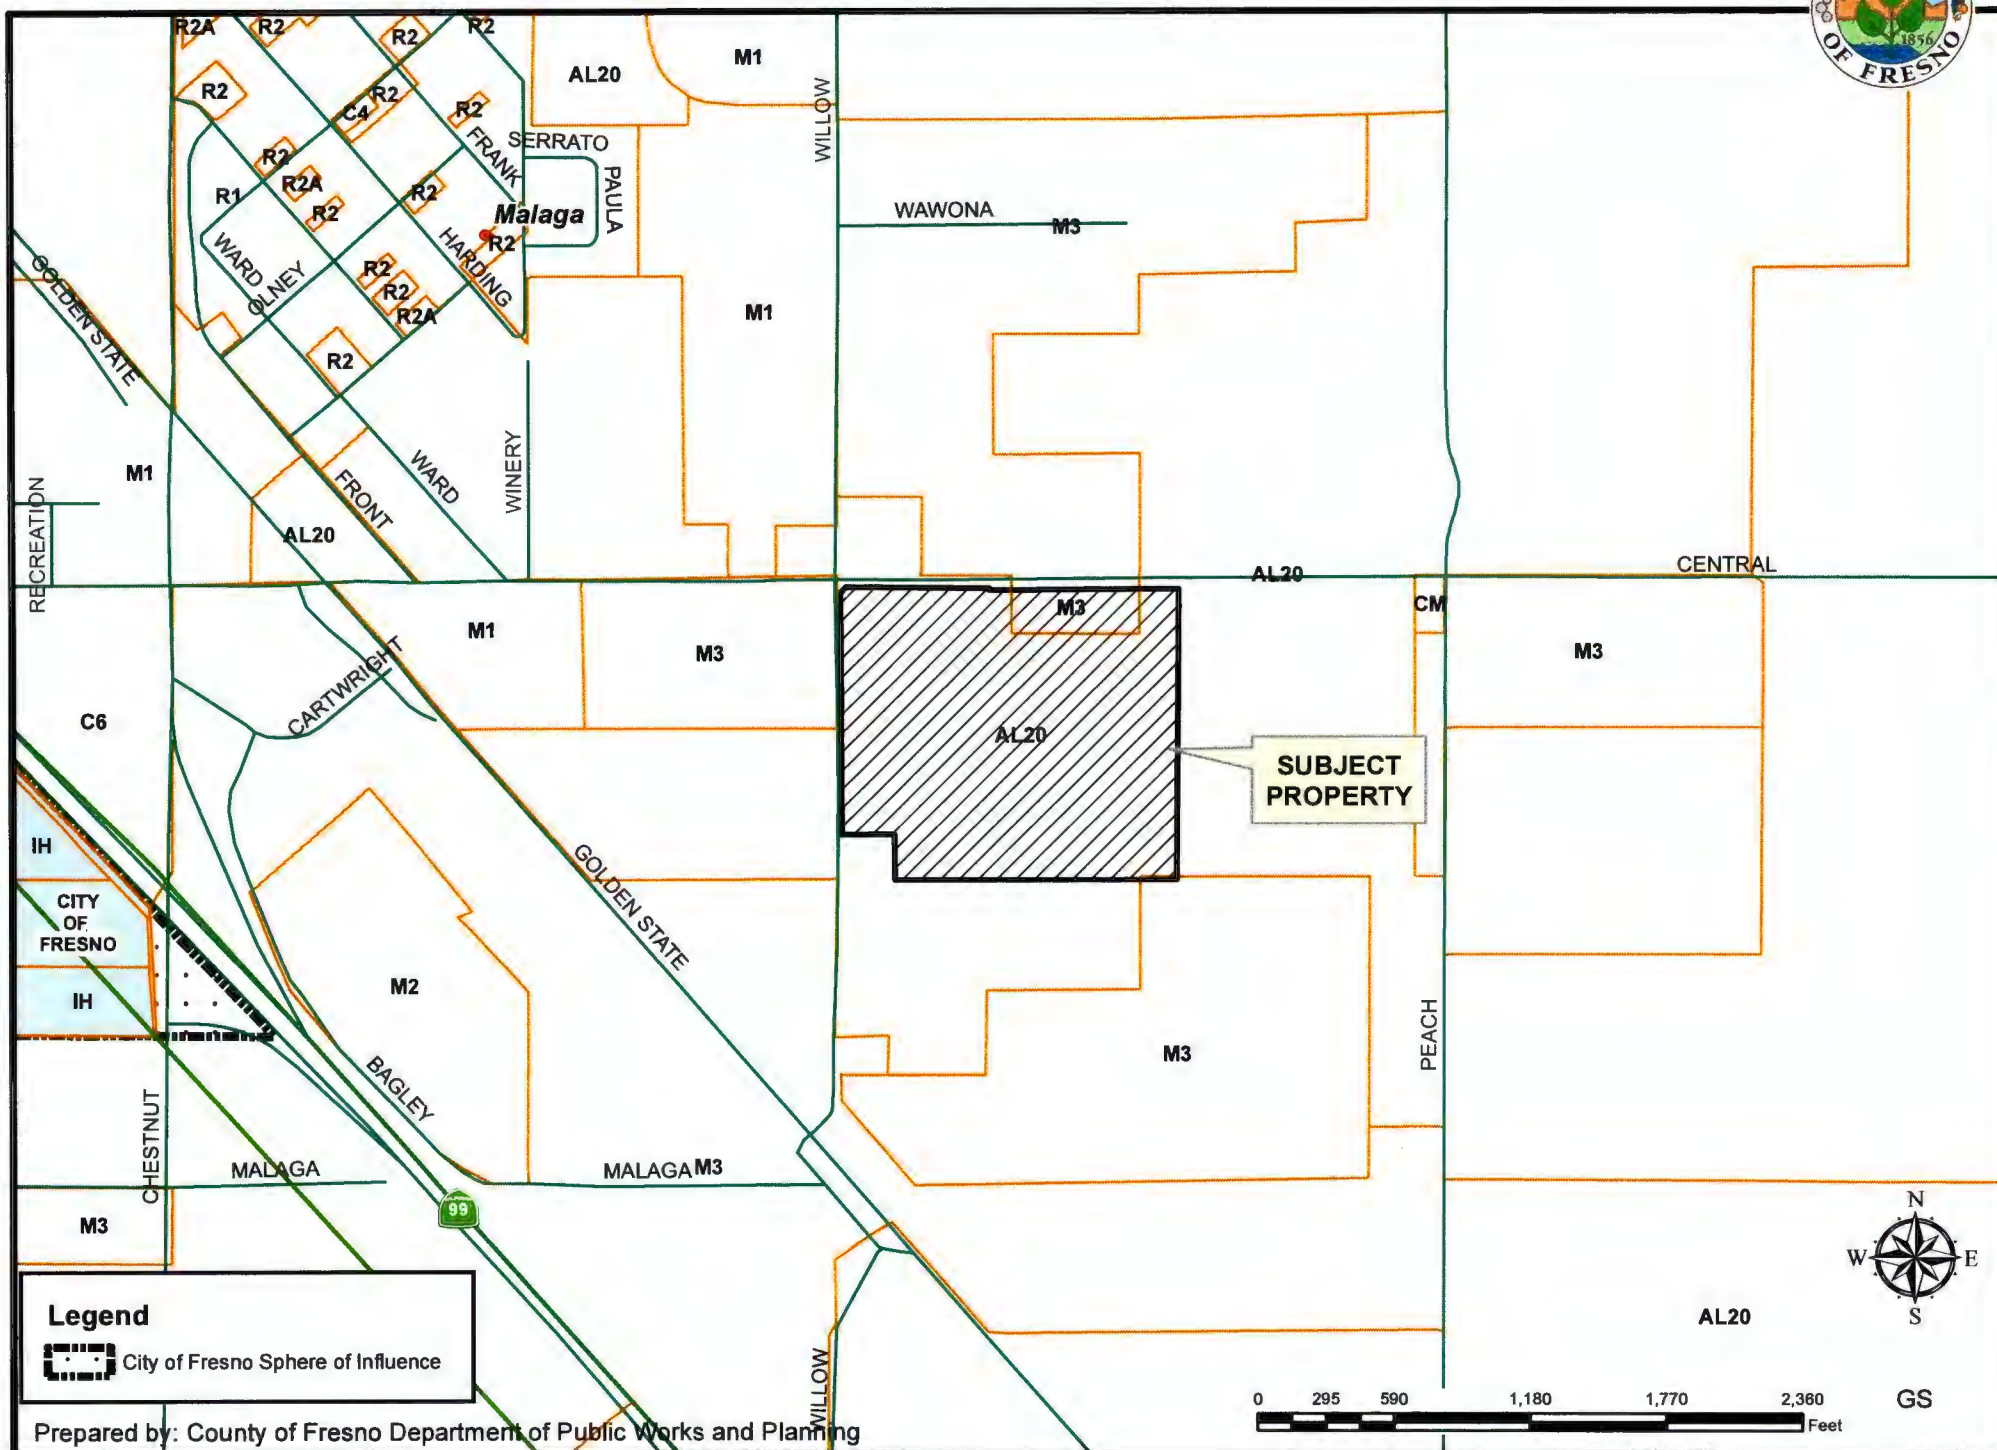 R2A
R2
R2
R2
AL20
M1
1856
OF FRESNO
R2
C4
R2
R2
FRANK
SERRATO
PAULA
WILLOW
R2
R2A
R2
R1
R2
Malaga
R2
WARD
OLNEY
HARDING
WAWONA
M3
R2
R2
R2A
R2
M1
GOLDEN STATE
M1
RECREATION
FRONT
WARD
WINERY
AL20
CENTRAL
AL20
M1
M3
M3
CM
M3
CARTWRIGHT
C6
AL20
SUBJECT
PROPERTY
IH
CITY
OF
FRESNO
IH
GOLDEN STATE
M2
BAGLEY
M3
PEACH
CHESTNUT
MALAGA
MALAGA
M3
99
M3
N
W
E
S
AL20
Legend
City of Fresno Sphere of Influence
WILLOW
0 295 590 1,180 1,770 2,360
Feet
GS
Prepared by: County of Fresno Department of Public Works and Planning